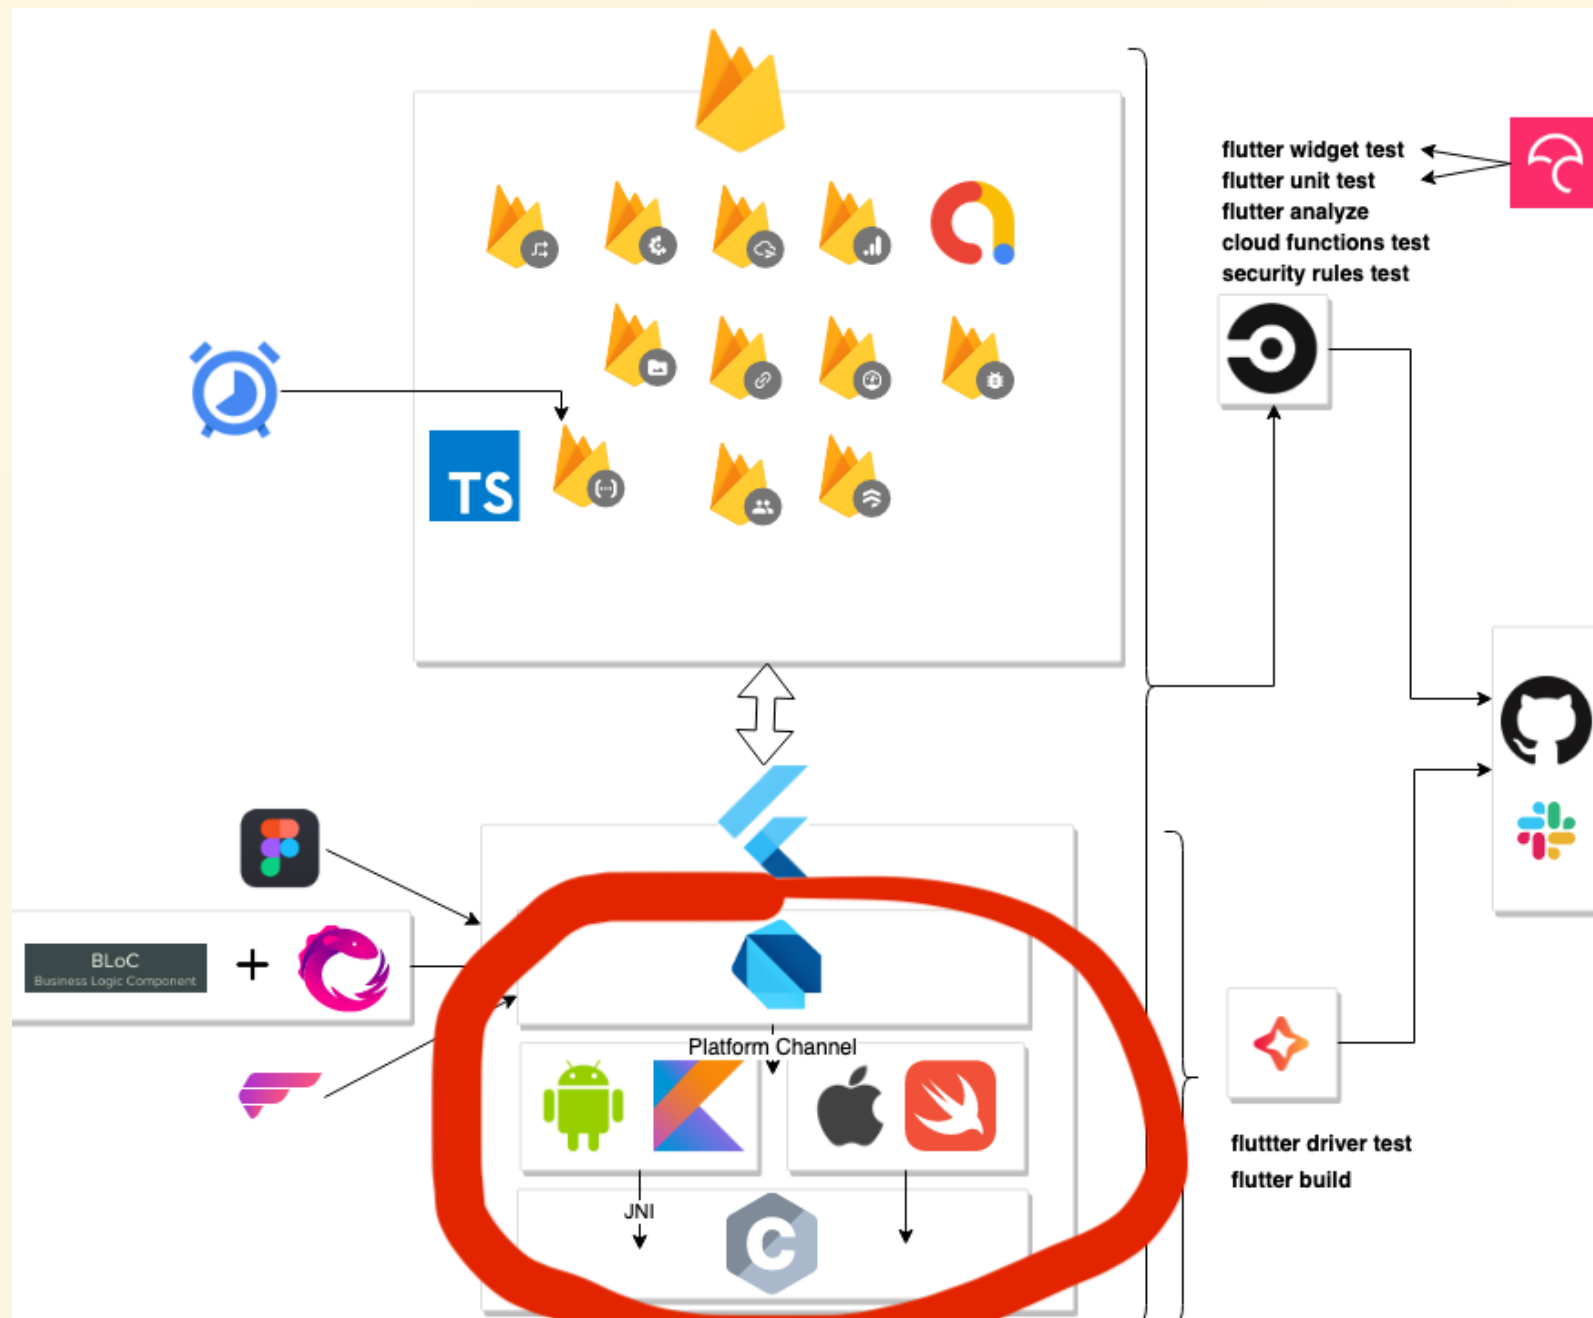 flutter widget test
flutter unit test
flutter analyze
cloud functions test
security rules test
TS
BLoC
Business Logic Component
+
Platform Channel
JNI
C
fluttter driver test
flutter build